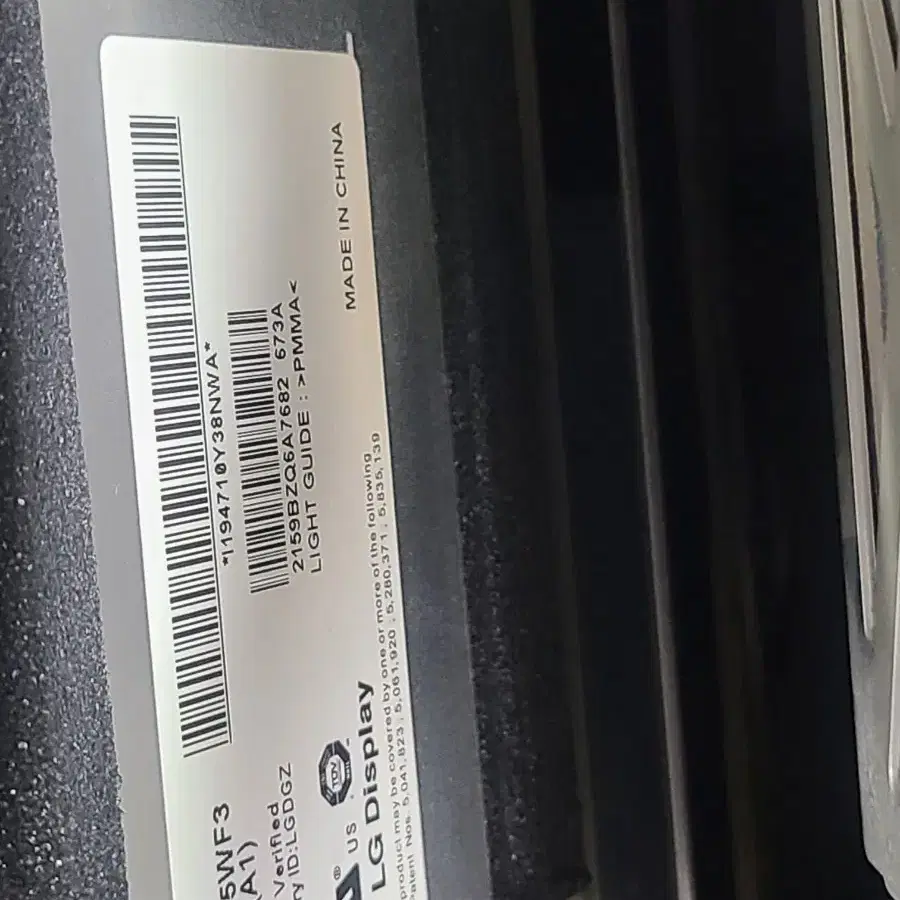 *I194710Y38NWA*
2159BZQ6A7682 673A
LIGHT GUIDE : >PMMA<
MADE IN CHINA
5WF3
(A1)
Verified
ry ID:LGDGZ
® US
TDV
LG Display
product may be covered by one or more of the following
Patent Nos. 5,041,823 ; 5,061,920 ; 5,280,371 ; 5,835,139